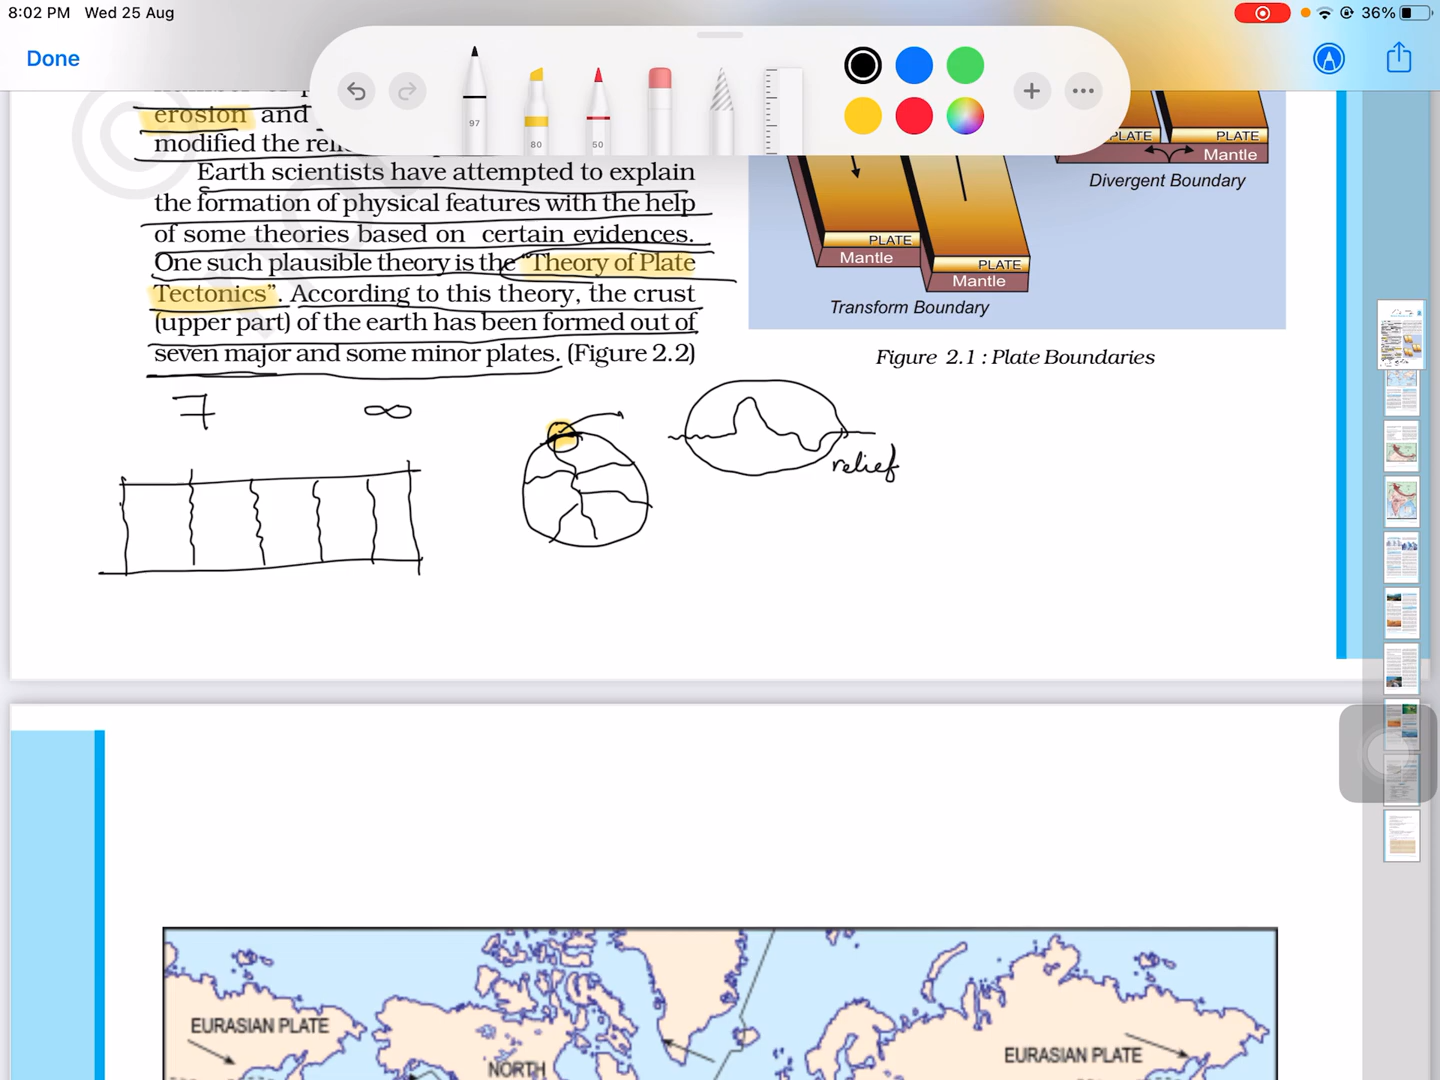 8:02 PM Wed 25 Aug
36%
Done
97
80
50
erosion and
modified the reli
Earth scientists have attempted to explain
the formation of physical features with the help
of some theories based on certain evidences.
One such plausible theory is the “Theory of Plate
Tectonics”. According to this theory, the crust
(upper part) of the earth has been formed out of
seven major and some minor plates. (Figure 2.2)
7 ∞
PLATE PLATE
Mantle
Divergent Boundary
PLATE
Mantle
PLATE
Mantle
Transform Boundary
Figure 2.1 : Plate Boundaries
relief
EURASIAN PLATE
NORTH
EURASIAN PLATE